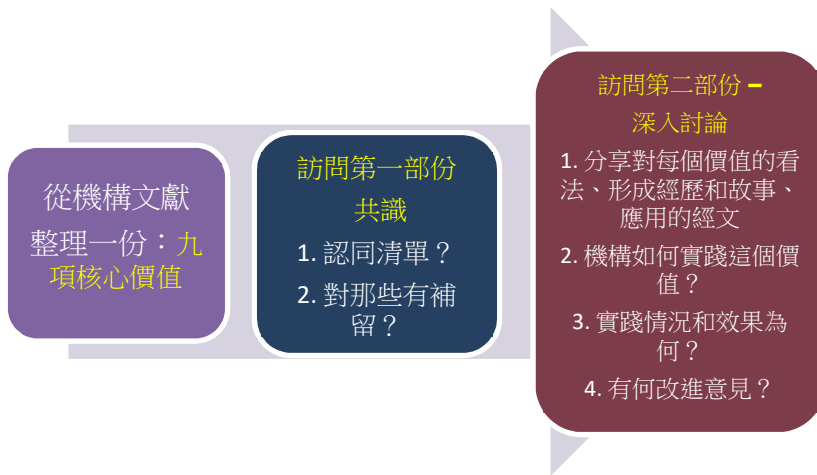 從機構文獻
整理一份：九
項核心價值
訪問第一部份
共識
1. 認同清單？
2. 對那些有補
留？
訪問第二部份 –
深入討論
1. 分享對每個價值的看
法、形成經歷和故事、
應用的經文
2. 機構如何實踐這個價
值？
3. 實踐情況和效果為
何？
4. 有何改進意見？